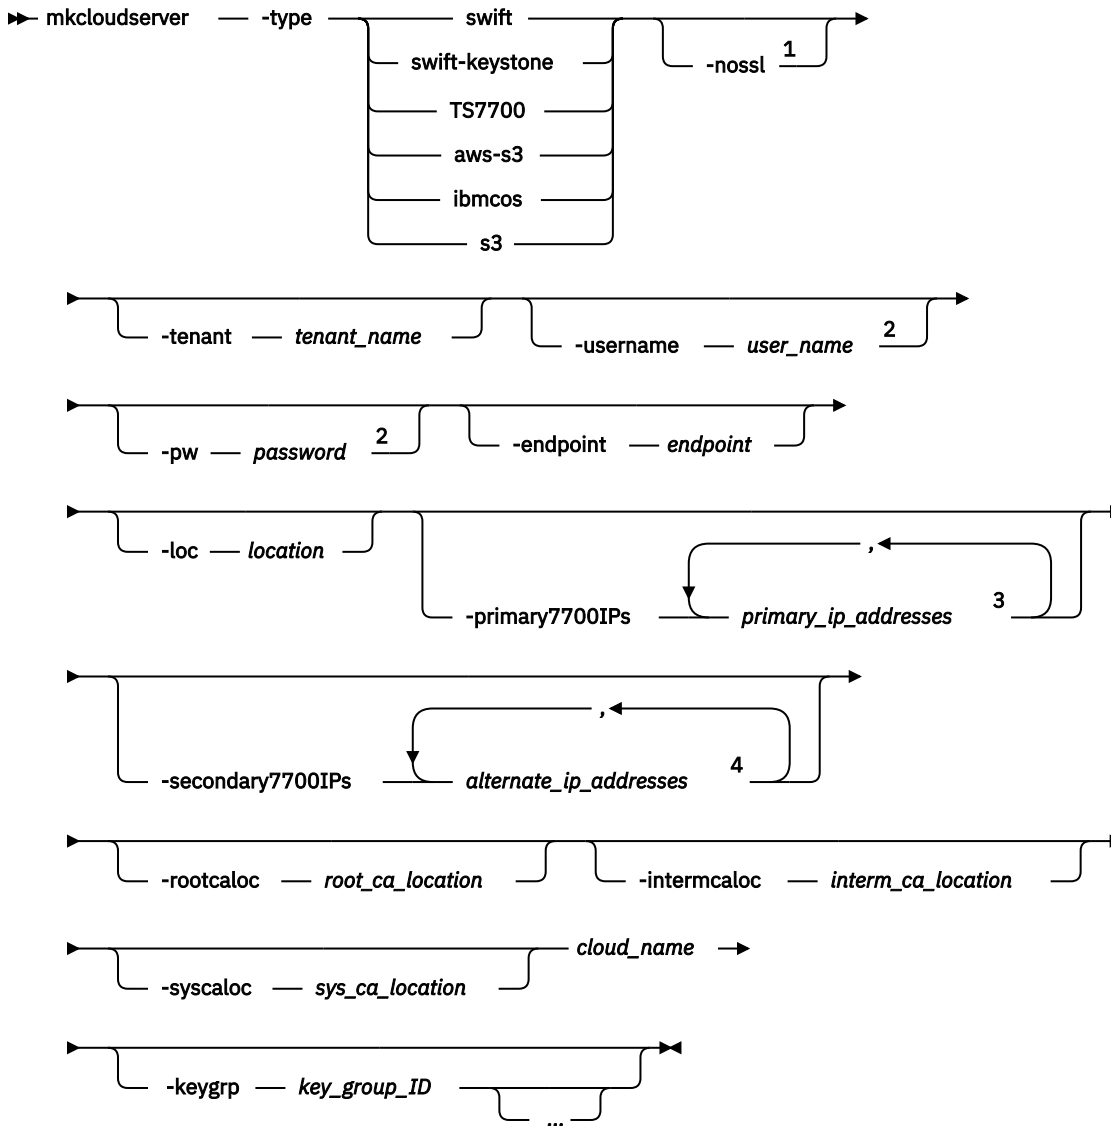 mkcloudserver -type swift
swift-keystone
-nossl 1
TS7700
aws-s3
ibmcos
s3
-tenant tenant_name
-username user_name 2
-pw password 2
-endpoint endpoint
-loc location
,
-primary7700IPs primary_ip_addresses 3
,
-secondary7700IPs alternate_ip_addresses 4
-rootcaloc root_ca_location -intermcaloc interm_ca_location
cloud_name
-syscaloc sys_ca_location
-keygrp key_group_ID
...